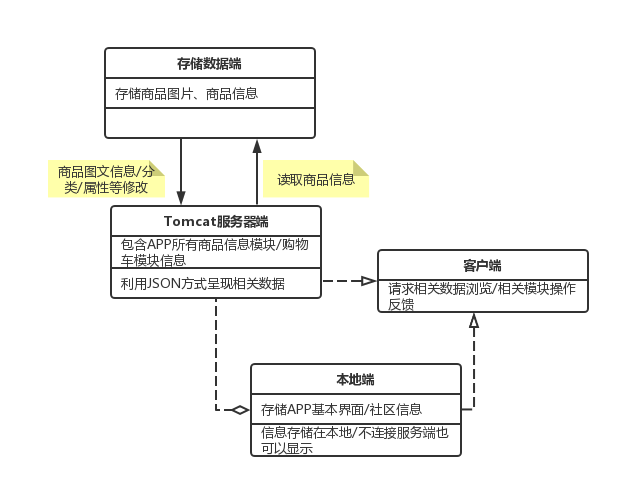 存储数据端
存储商品图片、商品信息
商品图文信息/分
类/属性等修改
读取商品信息
Tomcat服务器端
包含APP所有商品信息模块/购物
车模块信息
利用JSON方式呈现相关数据
客户端
请求相关数据浏览/相关模块操作
反馈
本地端
存储APP基本界面/社区信息
信息存储在本地/不连接服务端也
可以显示